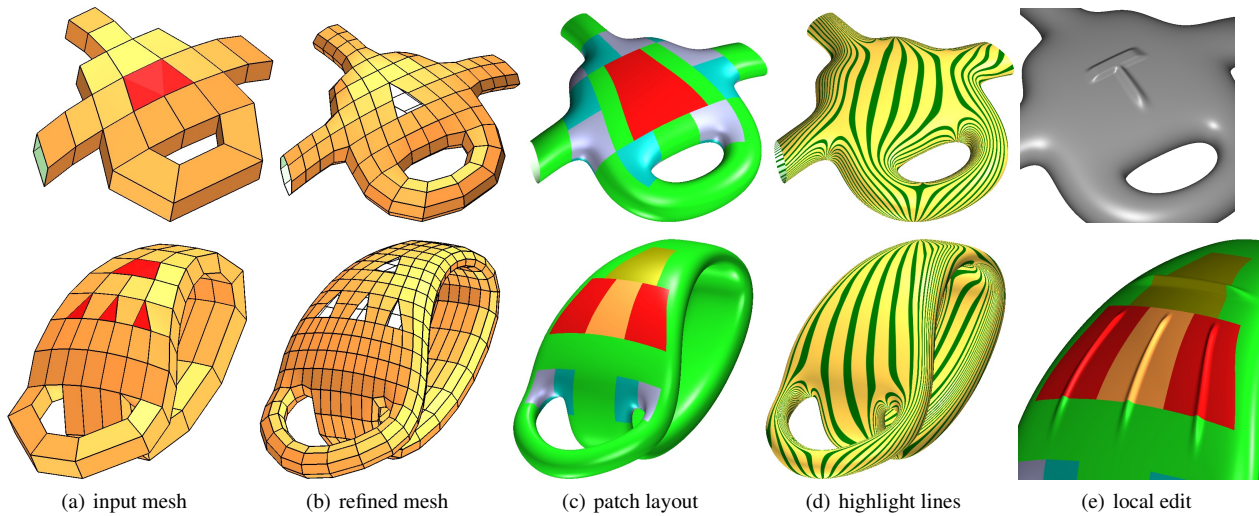 (a) input mesh
(b) refined mesh
(c) patch layout
(d) highlight lines
(e) local edit